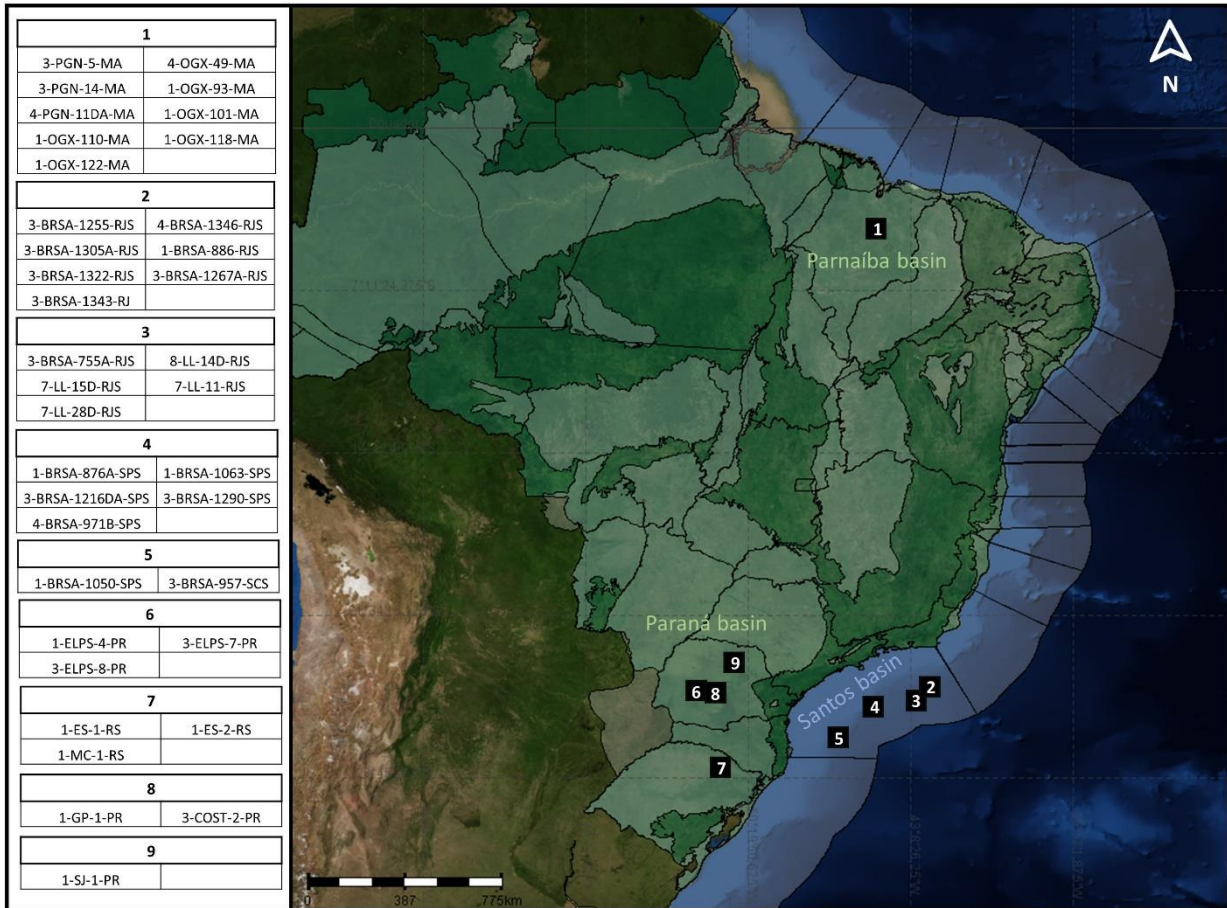 1
3-PGN-5-MA 4-OGX-49-MA
3-PGN-14-MA 1-OGX-93-MA
4-PGN-11DA-MA 1-OGX-101-MA
1-OGX-110-MA 1-OGX-118-MA
1-OGX-122-MA
2
3-BRSA-1255-RJS 4-BRSA-1346-RJS
3-BRSA-1305A-RJS 1-BRSA-886-RJS
3-BRSA-1322-RJS 3-BRSA-1267A-RJS
3-BRSA-1343-RJ
3
3-BRSA-755A-RJS 8-LL-14D-RJS
7-LL-15D-RJS 7-LL-11-RJS
7-LL-28D-RJS
4
1-BRSA-876A-SPS 1-BRSA-1063-SPS
3-BRSA-1216DA-SPS 3-BRSA-1290-SPS
4-BRSA-971B-SPS
5
1-BRSA-1050-SPS 3-BRSA-957-SCS
6
1-ELPS-4-PR 3-ELPS-7-PR
3-ELPS-8-PR
7
1-ES-1-RS 1-ES-2-RS
1-MC-1-RS
8
1-GP-1-PR 3-COST-2-PR
9
1-SJ-1-PR
N
1
Parnaíba basin
Paraná basin
9
6 8
7
Santos basin
2
3
4
5
0 387 775km